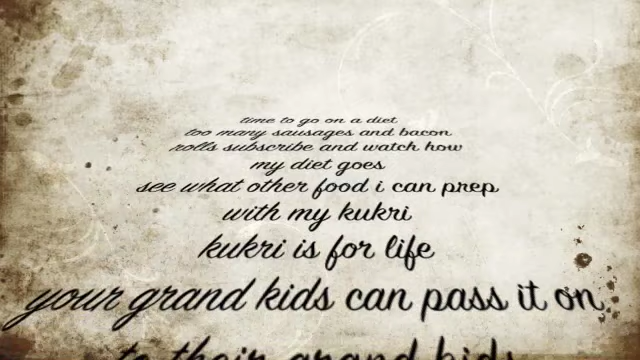 time to go on a diet
too many sausages and bacon
rolls subscribe and watch how
my diet goes
see what other food i can prep
with my kukri
kukri is for life
your grand kids can pass it on
to their grand kids